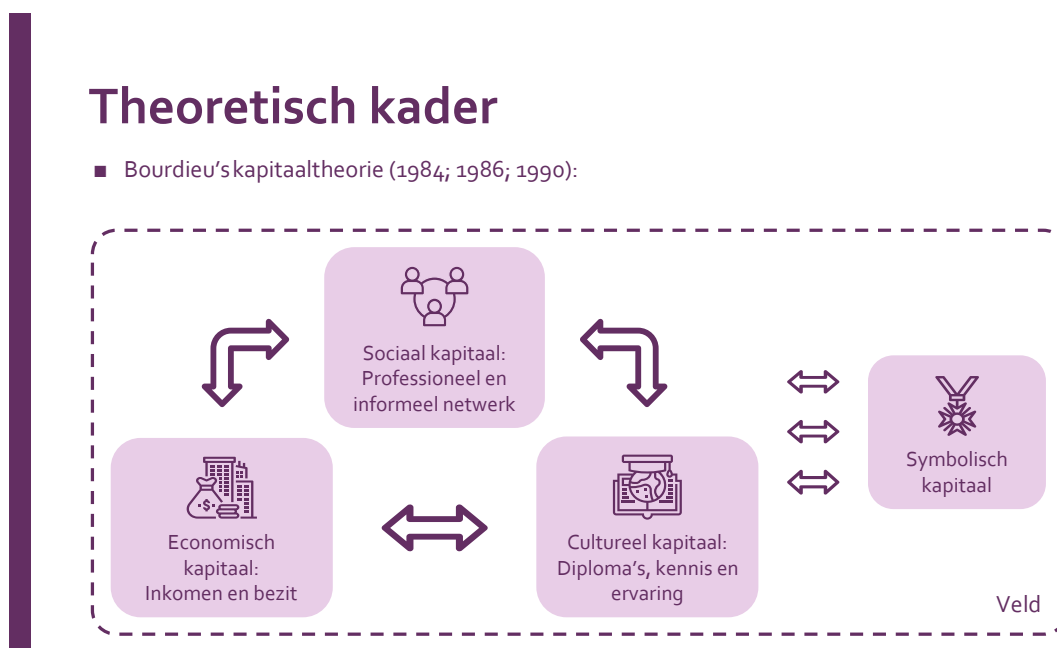 Theoretisch kader
■ Bourdieu's kapitaaltheorie (1984; 1986; 1990):
Sociaal kapitaal:
Professioneel en
informeel netwerk
Economisch
kapitaal:
Inkomen en bezit
-$-
Cultureel kapitaal:
Diploma's, kennis en
ervaring
Symbolisch
kapitaal
Veld